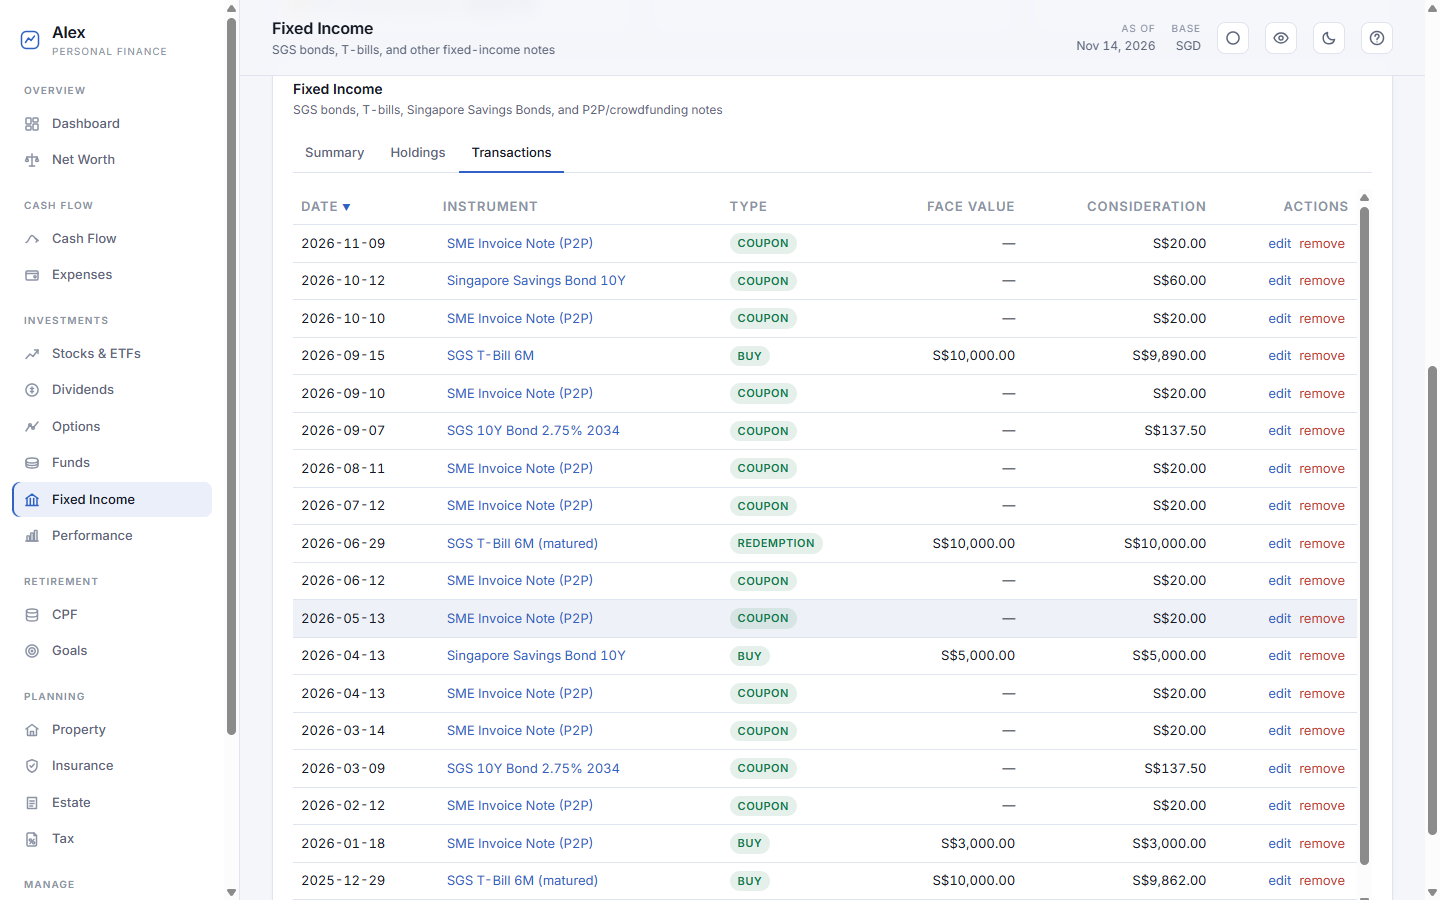 Alex
PERSONAL FINANCE
OVERVIEW
Dashboard
Net Worth
CASH FLOW
Cash Flow
Expenses
INVESTMENTS
Stocks & ETFs
Dividends
Options
Funds
Fixed Income
Performance
RETIREMENT
CPF
Goals
PLANNING
Property
Insurance
Estate
Tax
MANAGE
Fixed Income
SGS bonds, T-bills, and other fixed-income notes
AS OF
Nov 14, 2026
BASE
SGD
Fixed Income
SGS bonds, T-bills, Singapore Savings Bonds, and P2P/crowdfunding notes
Summary Holdings Transactions
DATE ▼ INSTRUMENT TYPE FACE VALUE CONSIDERATION ACTIONS
2026-11-09 SME Invoice Note (P2P) COUPON — S$20.00 edit remove
2026-10-12 Singapore Savings Bond 10Y COUPON — S$60.00 edit remove
2026-10-10 SME Invoice Note (P2P) COUPON — S$20.00 edit remove
2026-09-15 SGS T-Bill 6M BUY S$10,000.00 S$9,890.00 edit remove
2026-09-10 SME Invoice Note (P2P) COUPON — S$20.00 edit remove
2026-09-07 SGS 10Y Bond 2.75% 2034 COUPON — S$137.50 edit remove
2026-08-11 SME Invoice Note (P2P) COUPON — S$20.00 edit remove
2026-07-12 SME Invoice Note (P2P) COUPON — S$20.00 edit remove
2026-06-29 SGS T-Bill 6M (matured) REDEMPTION S$10,000.00 S$10,000.00 edit remove
2026-06-12 SME Invoice Note (P2P) COUPON — S$20.00 edit remove
2026-05-13 SME Invoice Note (P2P) COUPON — S$20.00 edit remove
2026-04-13 Singapore Savings Bond 10Y BUY S$5,000.00 S$5,000.00 edit remove
2026-04-13 SME Invoice Note (P2P) COUPON — S$20.00 edit remove
2026-03-14 SME Invoice Note (P2P) COUPON — S$20.00 edit remove
2026-03-09 SGS 10Y Bond 2.75% 2034 COUPON — S$137.50 edit remove
2026-02-12 SME Invoice Note (P2P) COUPON — S$20.00 edit remove
2026-01-18 SME Invoice Note (P2P) BUY S$3,000.00 S$3,000.00 edit remove
2025-12-29 SGS T-Bill 6M (matured) BUY S$10,000.00 S$9,862.00 edit remove